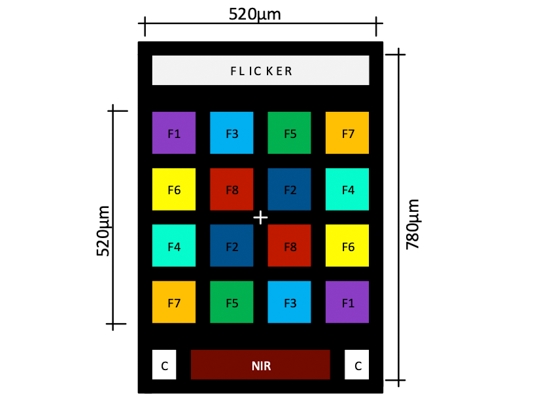 520µm
FLICKER
F1 F3 F5 F7
F6 F8 F2 F4
F4 F2 F8 F6
F7 F5 F3 F1
C NIR C
520µm
780µm